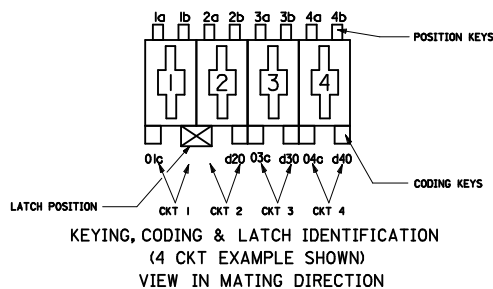 1a 1b 2a 2b 3a 3b 4a 4b
POSITION KEYS
1 2 3 4
01c d20 03c d30 04c d40
CODING KEYS
LATCH POSITION
CKT 1 CKT 2 CKT 3 CKT 4
KEYING, CODING & LATCH IDENTIFICATION
(4 CKT EXAMPLE SHOWN)
VIEW IN MATING DIRECTION